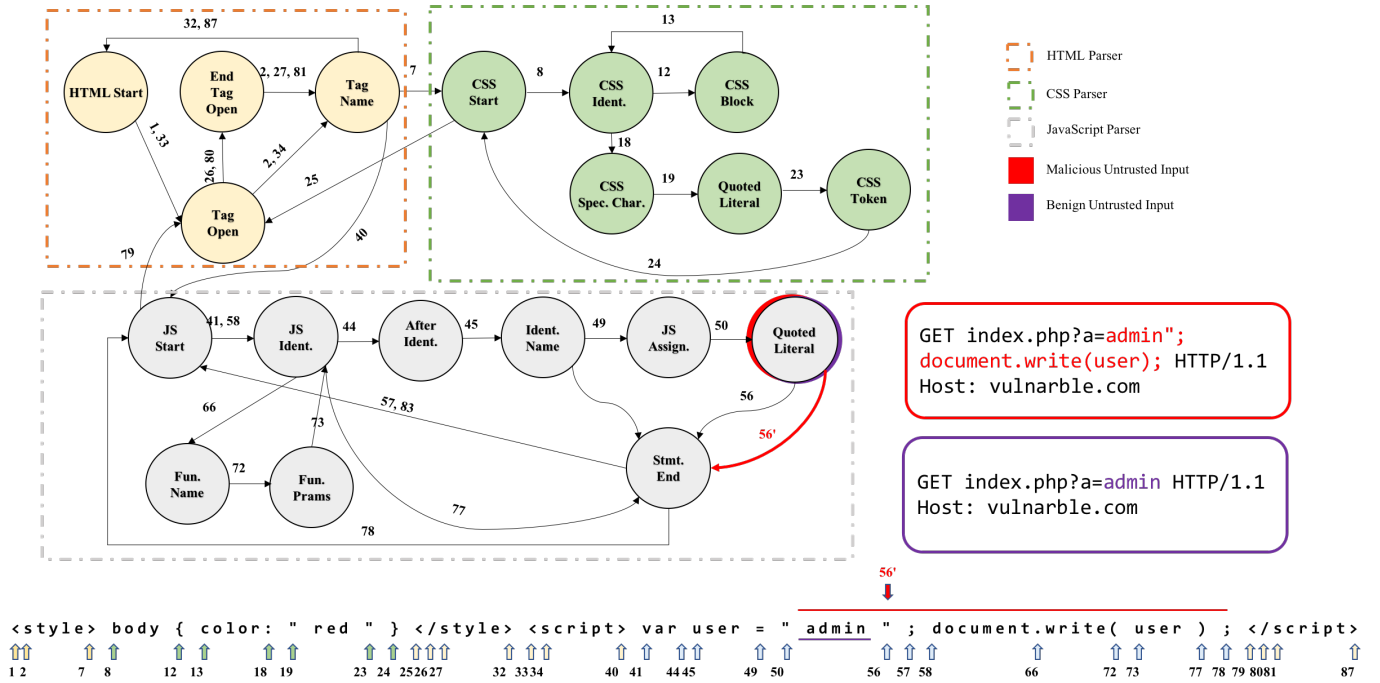 32, 87
13
HTML Start
End
Tag
Open
2, 27, 81
Tag
Name
7
CSS
Start
8
CSS
Ident.
12
CSS
Block
1, 33
26, 80
2, 34
25
18
Tag
Open
CSS
Spec. Char.
19
Quoted
Literal
23
CSS
Token
79
40
24
HTML Parser
CSS Parser
JavaScript Parser
Malicious Untrusted Input
Benign Untrusted Input
JS
Start
41, 58
JS
Ident.
44
After
Ident.
45
Ident.
Name
49
JS
Assign.
50
Quoted
Literal
66
73
57, 83
56
56'
Fun.
Name
72
Fun.
Prams
Stmt.
End
77
78
GET index.php?a=admin";
document.write(user); HTTP/1.1
Host: vulnarble.com
GET index.php?a=admin HTTP/1.1
Host: vulnarble.com
56'
<style> body { color: " red " } </style> <script> var user = " admin " ; document.write( user ) ; </script>
1 2 7 8 12 13 18 19 23 24 25 26 27 32 33 34 40 41 44 45 49 50 56 57 58 66 72 73 77 78 79 80 81 87